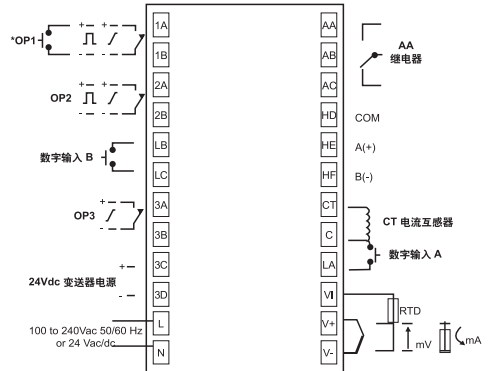 *OP1
+ - + -
1A
1B
OP2
+ - + -
2A
2B
数字输入 B
LB
LC
OP3
+ -
3A
3B
24Vdc 变送器电源
+
-
3C
3D
100 to 240Vac 50/60 Hz
or 24 Vac/dc
L
N
AA
AB
AC
AA
继电器
HD
COM
HE
A(+)
HF
B(-)
CT
C
CT 电流互感器
LA
数字输入 A
VI
RTD
V+
V-
mV
mA